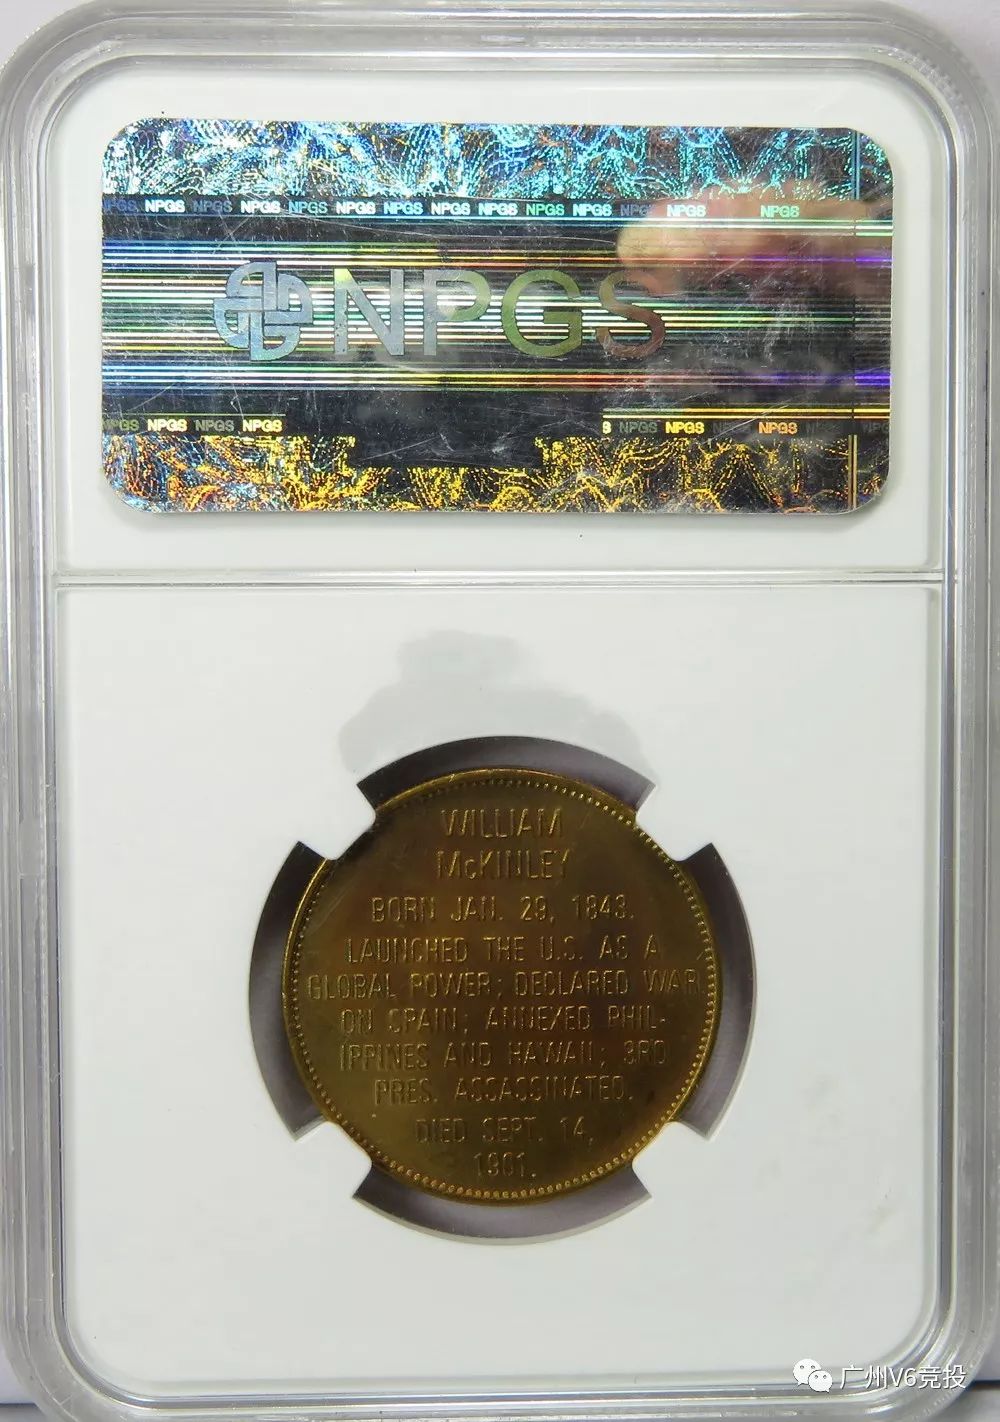 NPGS NPGS NPGS NPGS NPGS NPGS NPGS NPGS NPGS NPGS NPGS NPGS NPGS NPGS
NPGS
NPGS NPGS NPGS NPGS NPGS NPGS NPGS
WILLIAM
McKINLEY
BORN JAN. 29, 1843.
LAUNCHED THE U.S. AS A
GLOBAL POWER; DECLARED WAR
ON SPAIN; ANNEXED PHIL-
IPPINES AND HAWAII; 3RD
PRES. ASSASSINATED.
DIED SEPT. 14,
1901.
广州V6竞投